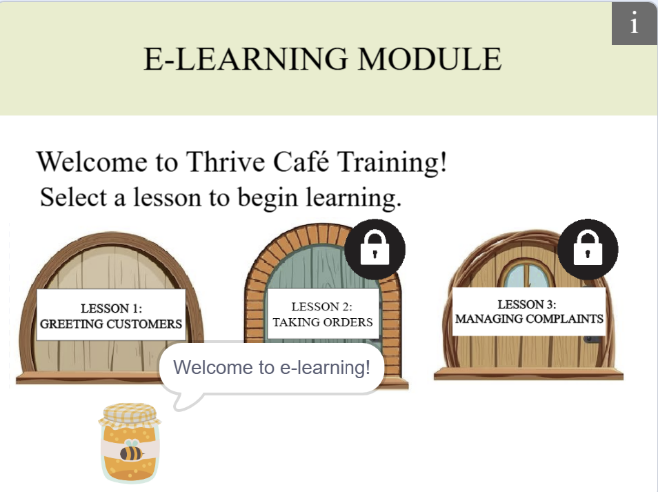 i
E-LEARNING MODULE
Welcome to Thrive Café Training!
Select a lesson to begin learning.
LESSON 1:
GREETING CUSTOMERS
LESSON 2:
TAKING ORDERS
LESSON 3:
MANAGING COMPLAINTS
Welcome to e-learning!